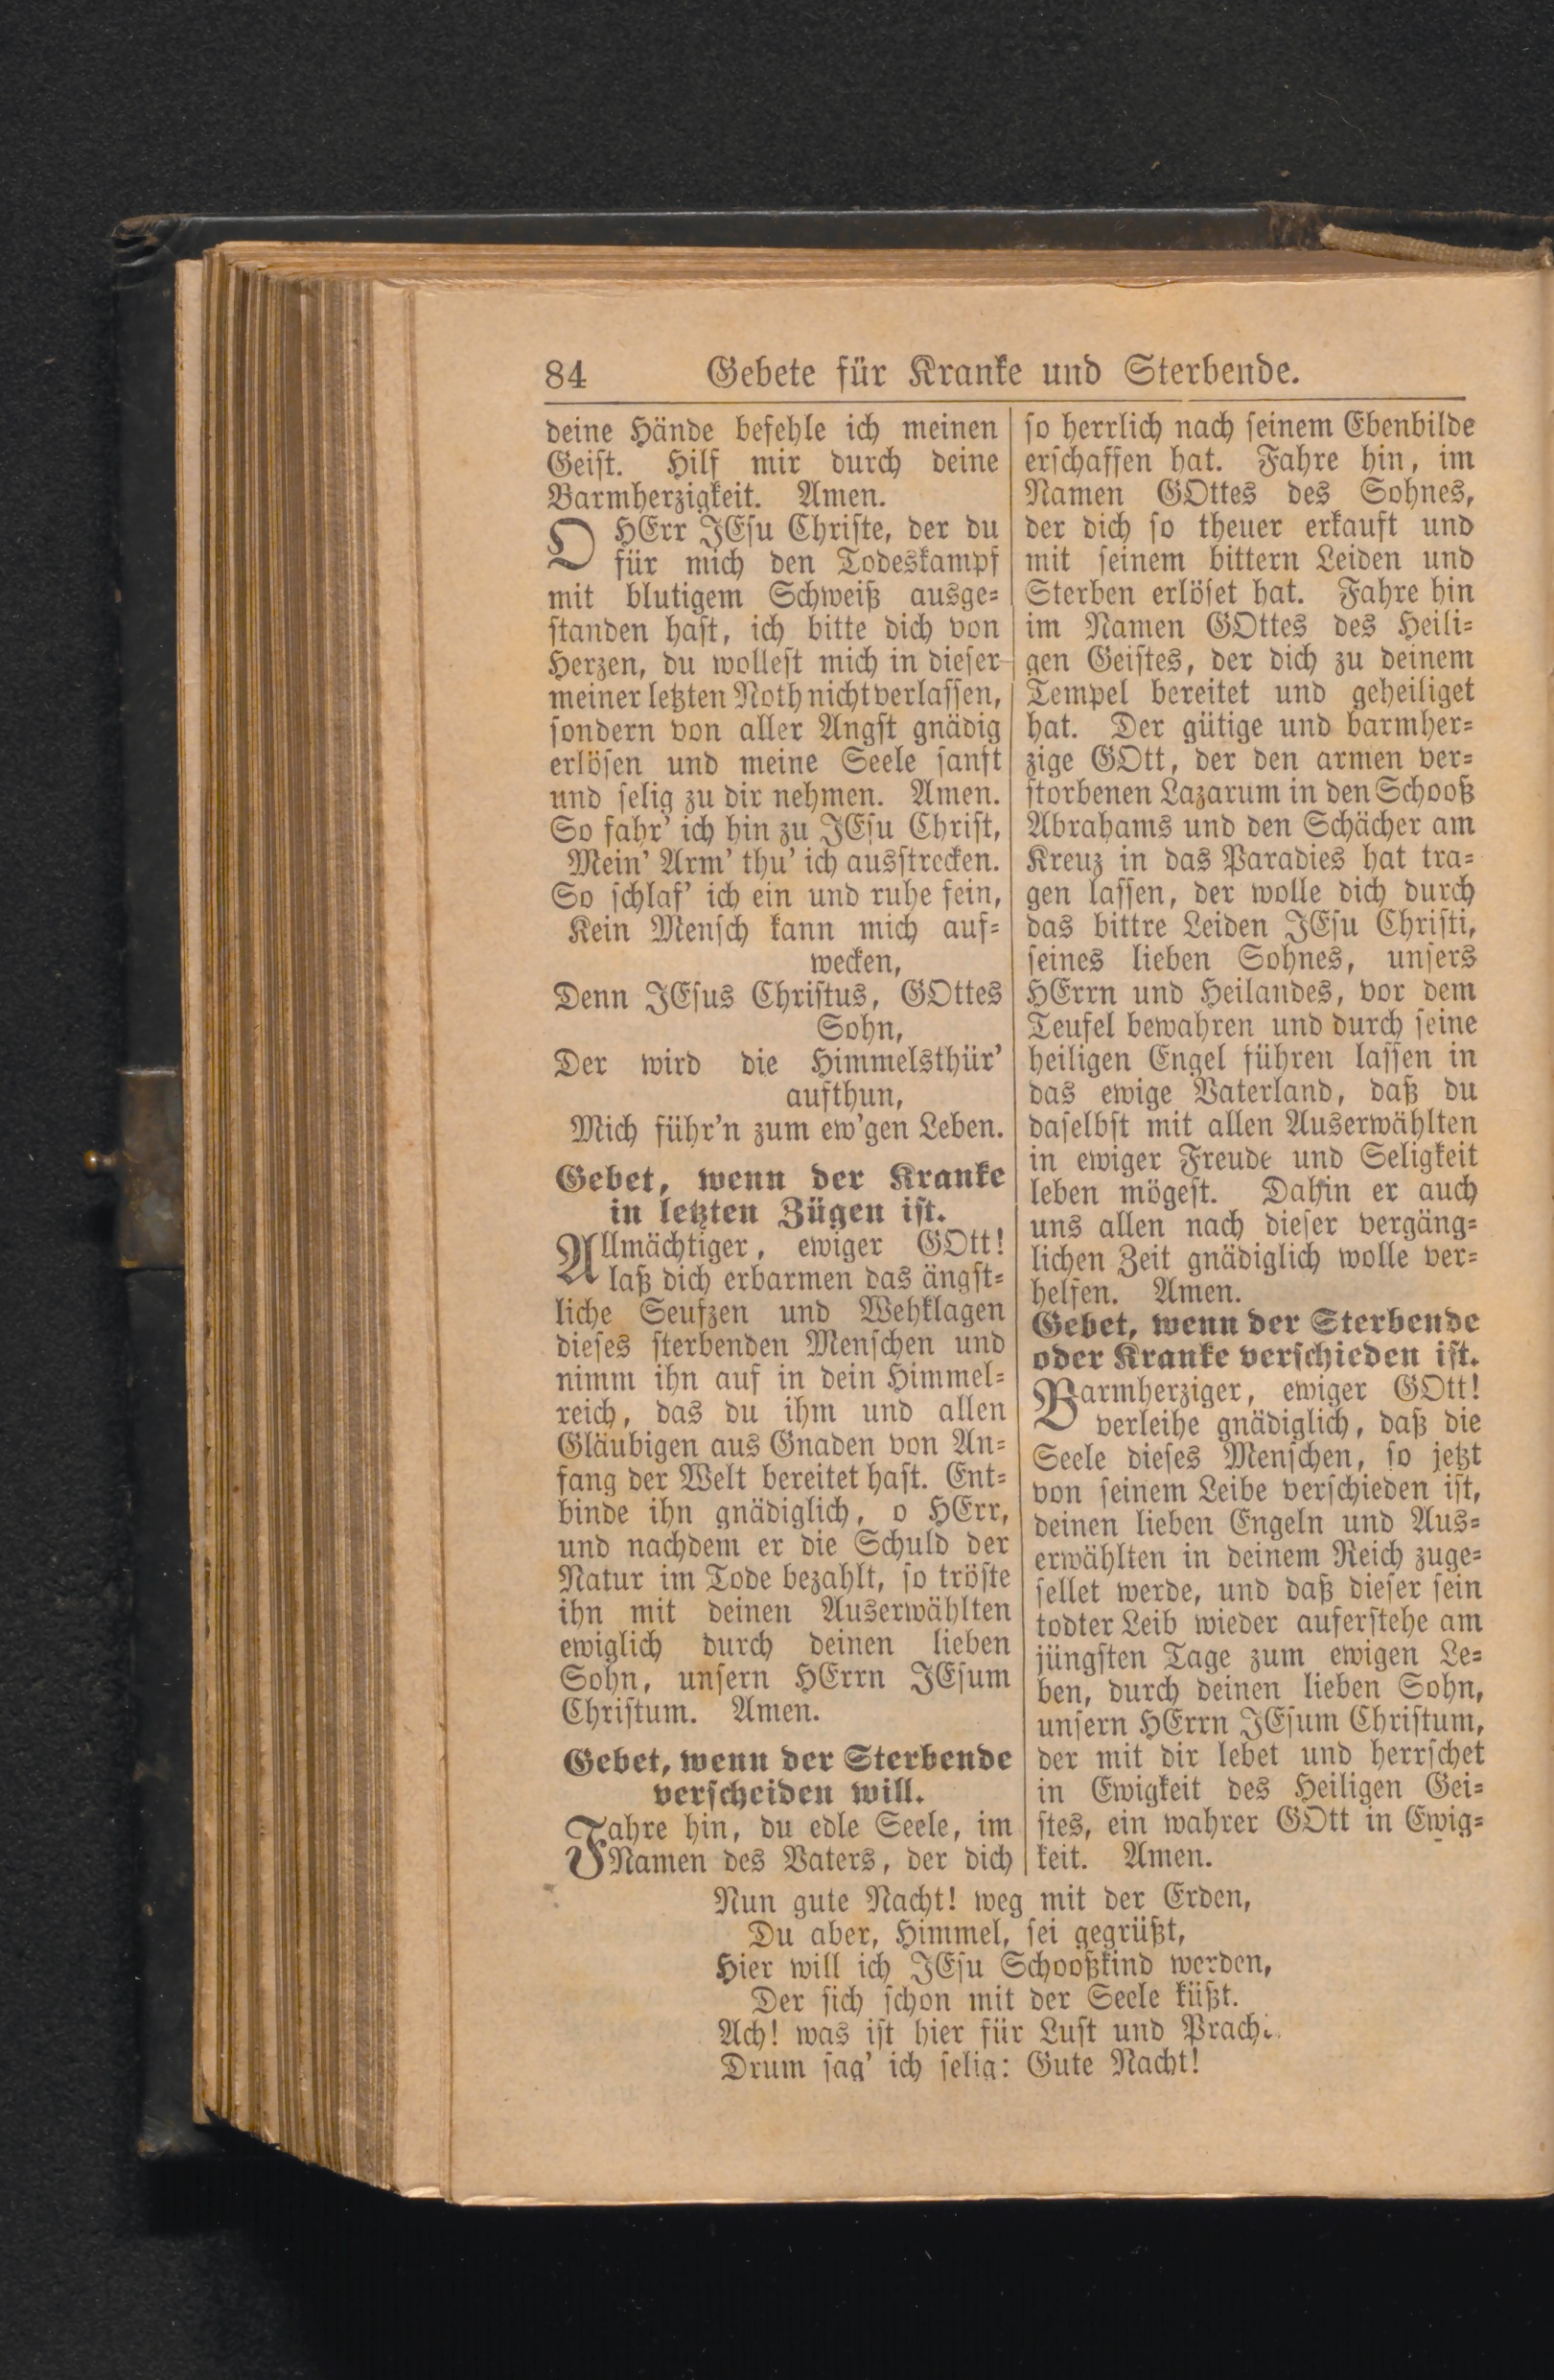 84 Gebete für Kranke und Sterbende.
deine Hände befehle ich meinen
Geiſt. Hilf mir durch deine
Barmherzigkeit. Amen.
O HErr JEſu Chriſte, der du
für mich den Todeskampf
mit blutigem Schweiß ausge⸗
ſtanden haſt, ich bitte dich von
Herzen, du wolleſt mich in dieſer
meiner letzten Noth nicht verlaſſen,
ſondern von aller Angſt gnädig
erlöſen und meine Seele ſanft
und ſelig zu dir nehmen. Amen.
So fahr’ ich hin zu JEſu Chriſt,
Mein’ Arm’ thu’ ich ausſtrecken.
So ſchlaf’ ich ein und ruhe fein,
Kein Menſch kann mich auf⸗
wecken,
Denn JEſus Chriſtus, GOttes
Sohn,
Der wird die Himmelsthür’
aufthun,
Mich führ’n zum ew’gen Leben.
Gebet, wenn der Kranke
in letzten Zügen iſt.
Allmächtiger, ewiger GOtt!
laß dich erbarmen das ängſt⸗
liche Seufzen und Wehklagen
dieſes ſterbenden Menſchen und
nimm ihn auf in dein Himmel⸗
reich, das du ihm und allen
Gläubigen aus Gnaden von An⸗
fang der Welt bereitet haſt. Ent⸗
binde ihn gnädiglich, o HErr,
und nachdem er die Schuld der
Natur im Tode bezahlt, ſo tröſte
ihn mit deinen Auserwählten
ewiglich durch deinen lieben
Sohn, unſern HErrn JEſum
Chriſtum. Amen.
Gebet, wenn der Sterbende
verſcheiden will.
Fahre hin, du edle Seele, im
Namen des Vaters, der dich
ſo herrlich nach ſeinem Ebenbilde
erſchaffen hat. Fahre hin, im
Namen GOttes des Sohnes,
der dich ſo theuer erkauft und
mit ſeinem bittern Leiden und
Sterben erlöſet hat. Fahre hin
im Namen GOttes des Heili⸗
gen Geiſtes, der dich zu deinem
Tempel bereitet und geheiliget
hat. Der gütige und barmher⸗
zige GOtt, der den armen ver⸗
ſtorbenen Lazarum in den Schooß
Abrahams und den Schächer am
Kreuz in das Paradies hat tra⸗
gen laſſen, der wolle dich durch
das bittre Leiden JEſu Chriſti,
ſeines lieben Sohnes, unſers
HErrn und Heilandes, vor dem
Teufel bewahren und durch ſeine
heiligen Engel führen laſſen in
das ewige Vaterland, daß du
daſelbſt mit allen Auserwählten
in ewiger Freude und Seligkeit
leben mögeſt. Dahin er auch
uns allen nach dieſer vergäng⸗
lichen Zeit gnädiglich wolle ver⸗
helfen. Amen.
Gebet, wenn der Sterbende
oder Kranke verſchieden iſt.
Barmherziger, ewiger GOtt!
verleihe gnädiglich, daß die
Seele dieſes Menſchen, ſo jetzt
von ſeinem Leibe verſchieden iſt,
deinen lieben Engeln und Aus⸗
erwählten in deinem Reich zuge⸗
ſellet werde, und daß dieſer ſein
todter Leib wieder auferſtehe am
jüngſten Tage zum ewigen Le⸗
ben, durch deinen lieben Sohn,
unſern HErrn JEſum Chriſtum,
der mit dir lebet und herrſchet
in Ewigkeit des Heiligen Gei⸗
ſtes, ein wahrer GOtt in Ewig⸗
keit. Amen.
Nun gute Nacht! weg mit der Erden,
Du aber, Himmel, ſei gegrüßt,
Hier will ich JEſu Schooßkind werden,
Der ſich ſchon mit der Seele küßt.
Ach! was iſt hier für Luſt und Pracht.
Drum ſag’ ich ſelig: Gute Nacht!